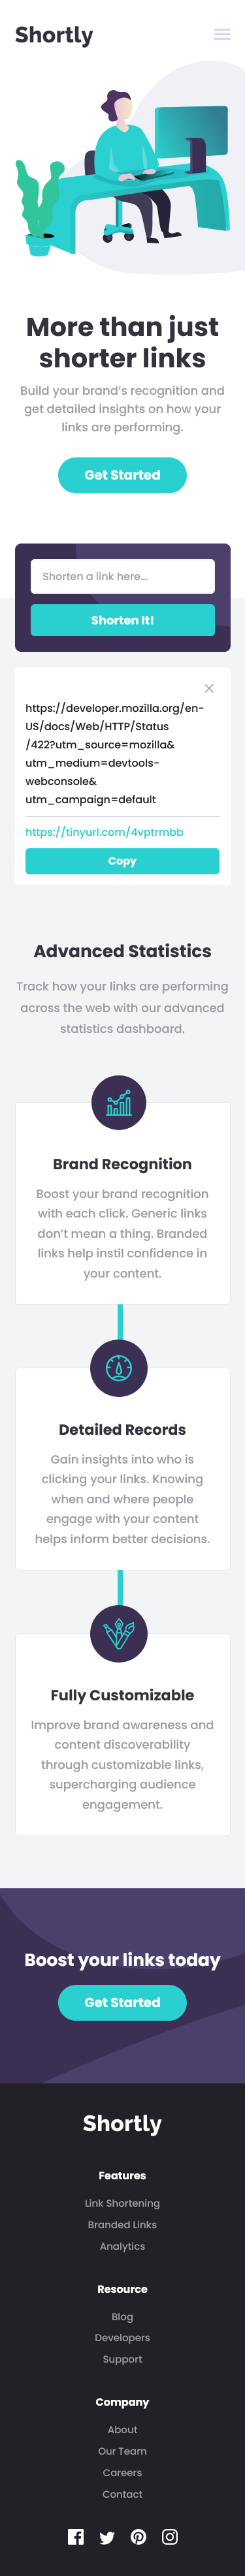 Shortly
More than just
shorter links
Build your brand’s recognition and
get detailed insights on how your
links are performing.
Get Started
Shorten a link here...
Shorten It!
https://developer.mozilla.org/en-
US/docs/Web/HTTP/Status
/422?utm_source=mozilla&
utm_medium=devtools-
webconsole&
utm_campaign=default
https://tinyurl.com/4vptrmbb
Copy
Advanced Statistics
Track how your links are performing
across the web with our advanced
statistics dashboard.
Brand Recognition
Boost your brand recognition
with each click. Generic links
don’t mean a thing. Branded
links help instil confidence in
your content.
Detailed Records
Gain insights into who is
clicking your links. Knowing
when and where people
engage with your content
helps inform better decisions.
Fully Customizable
Improve brand awareness and
content discoverability
through customizable links,
supercharging audience
engagement.
Boost your links today
Get Started
Shortly
Features
Link Shortening
Branded Links
Analytics
Resource
Blog
Developers
Support
Company
About
Our Team
Careers
Contact